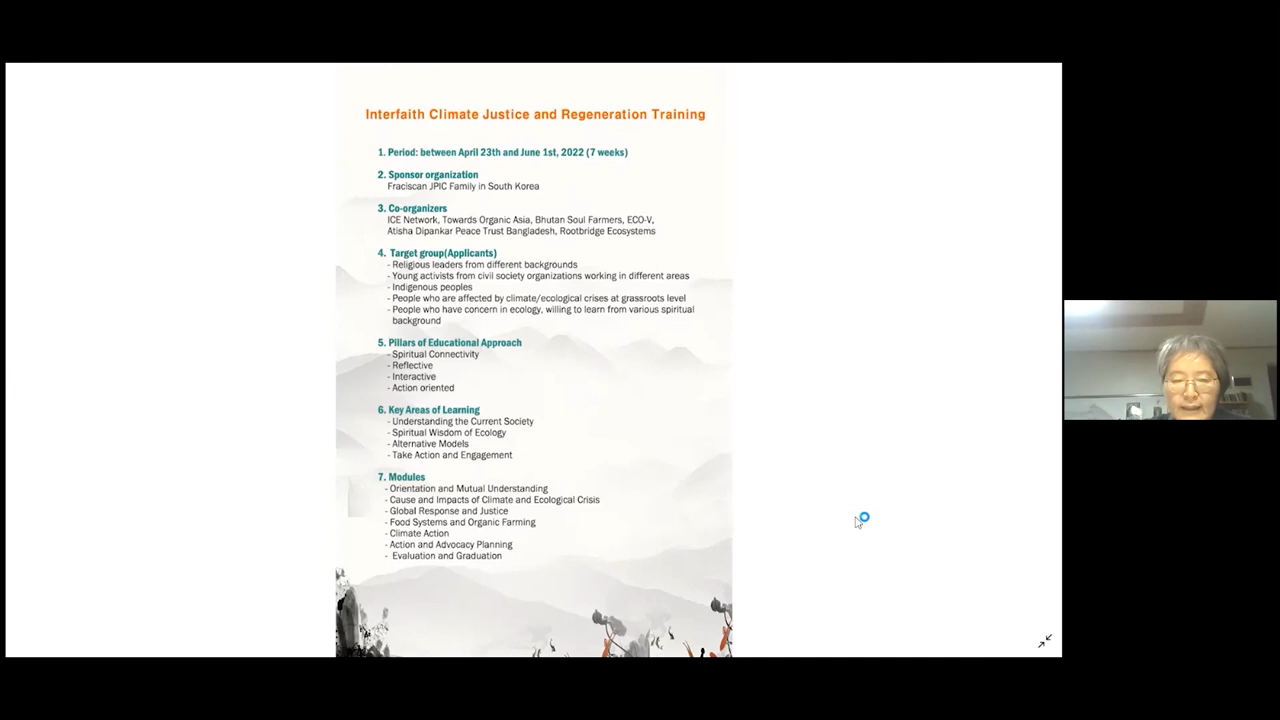 Interfaith Climate Justice and Regeneration Training
1. Period: between April 23th and June 1st, 2022 (7 weeks)
2. Sponsor organization
Fraciscan JPIC Family in South Korea
3. Co-organizers
ICE Network, Towards Organic Asia, Bhutan Soul Farmers, ECO-V,
Atisha Dipankar Peace Trust Bangladesh, Rootbridge Ecosystems
4. Target group(Applicants)
- Religious leaders from different backgrounds
- Young activists from civil society organizations working in different areas
- Indigenous peoples
- People who are affected by climate/ecological crises at grassroots level
- People who have concern in ecology, willing to learn from various spiritual
background
5. Pillars of Educational Approach
- Spiritual Connectivity
- Reflective
- Interactive
- Action oriented
6. Key Areas of Learning
- Understanding the Current Society
- Spiritual Wisdom of Ecology
- Alternative Models
- Take Action and Engagement
7. Modules
- Orientation and Mutual Understanding
- Cause and Impacts of Climate and Ecological Crisis
- Global Response and Justice
- Food Systems and Organic Farming
- Climate Action
- Action and Advocacy Planning
- Evaluation and Graduation